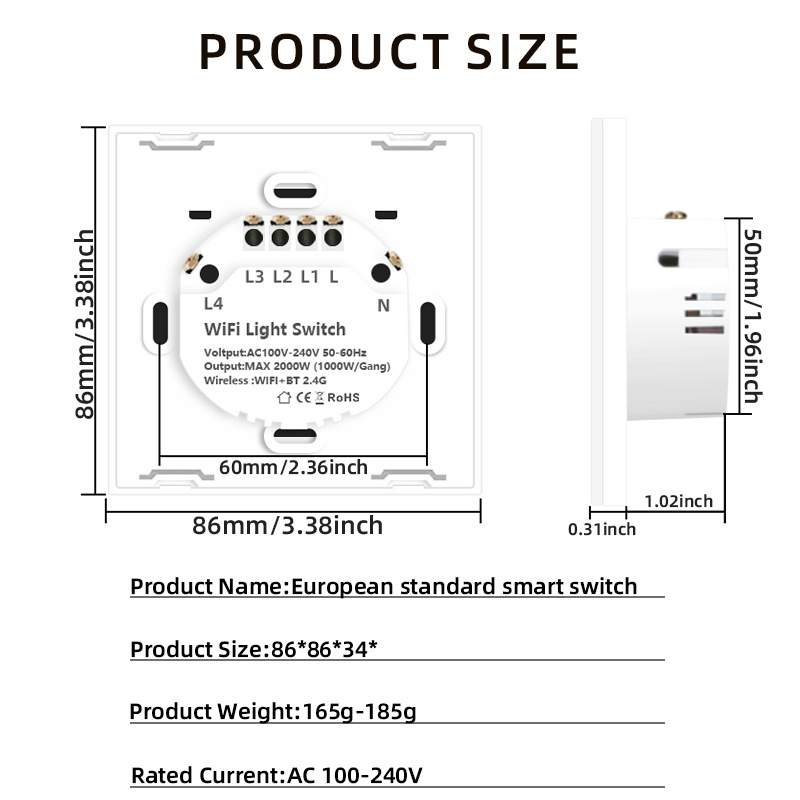 PRODUCT SIZE
86mm/3.38inch
L3 L2 L1 L
L4 N
WiFi Light Switch
Voltput:AC100V-240V 50-60Hz
Output:MAX 2000W (1000W/Gang)
Wireless :WIFI+BT 2.4G
CE RoHS
60mm/2.36inch
86mm/3.38inch
50mm/1.96inch
1.02inch
0.31inch
Product Name:European standard smart switch
Product Size:86*86*34*
Product Weight:165g-185g
Rated Current:AC 100-240V